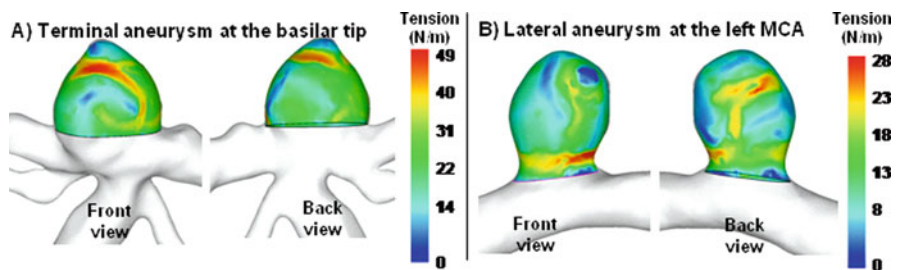 A) Terminal aneurysm at the basilar tip
Tension
(N/m)
49
40
31
22
14
0
Front
view
Back
view
B) Lateral aneurysm at the left MCA
Tension
(N/m)
28
23
18
13
8
0
Front
view
Back
view